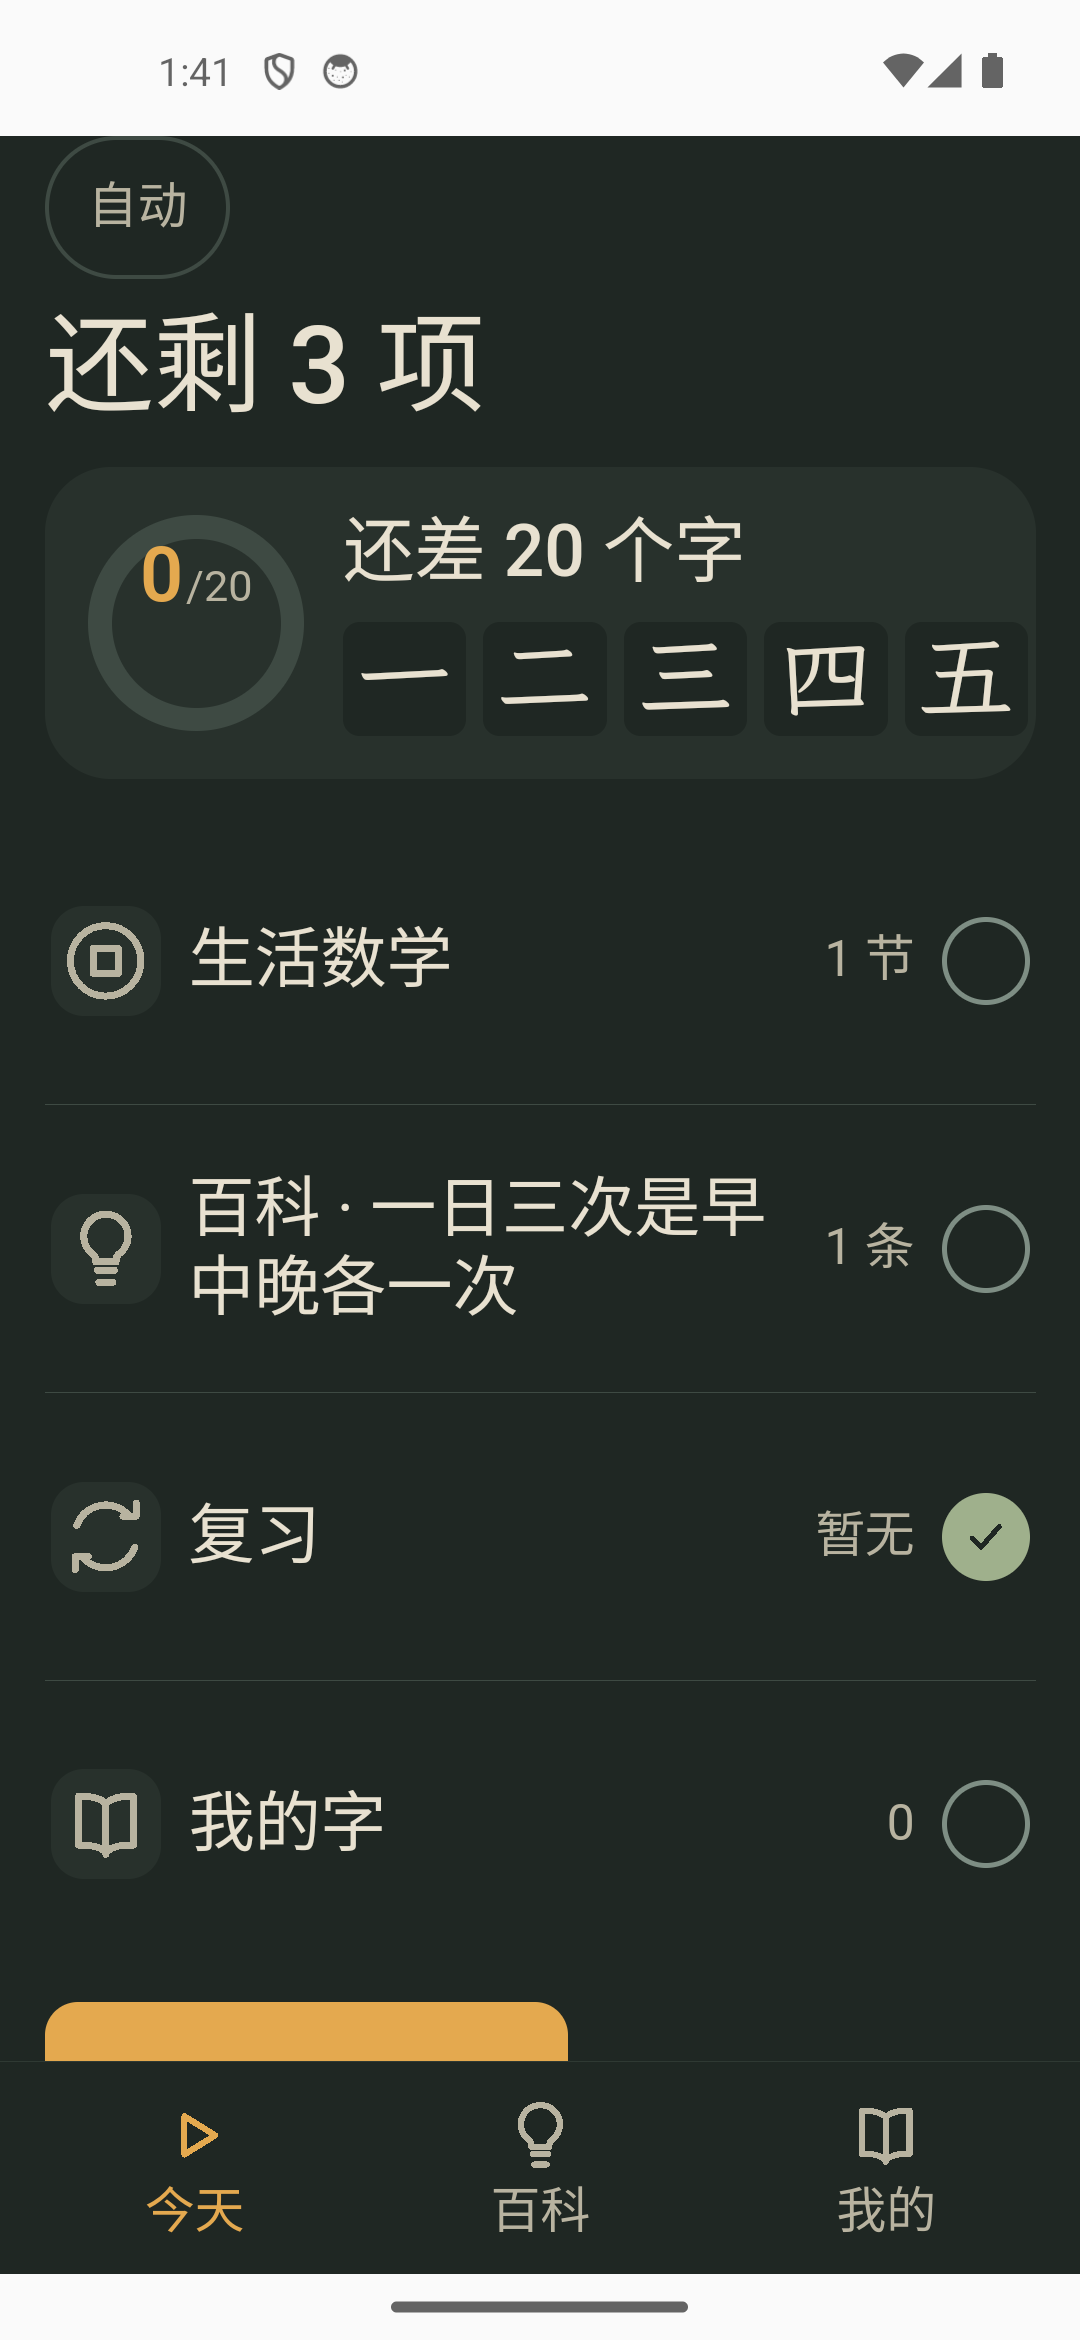 1:41
自动
还剩 3 项
0/20
还差 20 个字
一 二 三 四 五
生活数学 1 节
百科 · 一日三次是早
中晚各一次 1 条
复习 暂无
我的字 0
今天 百科 我的